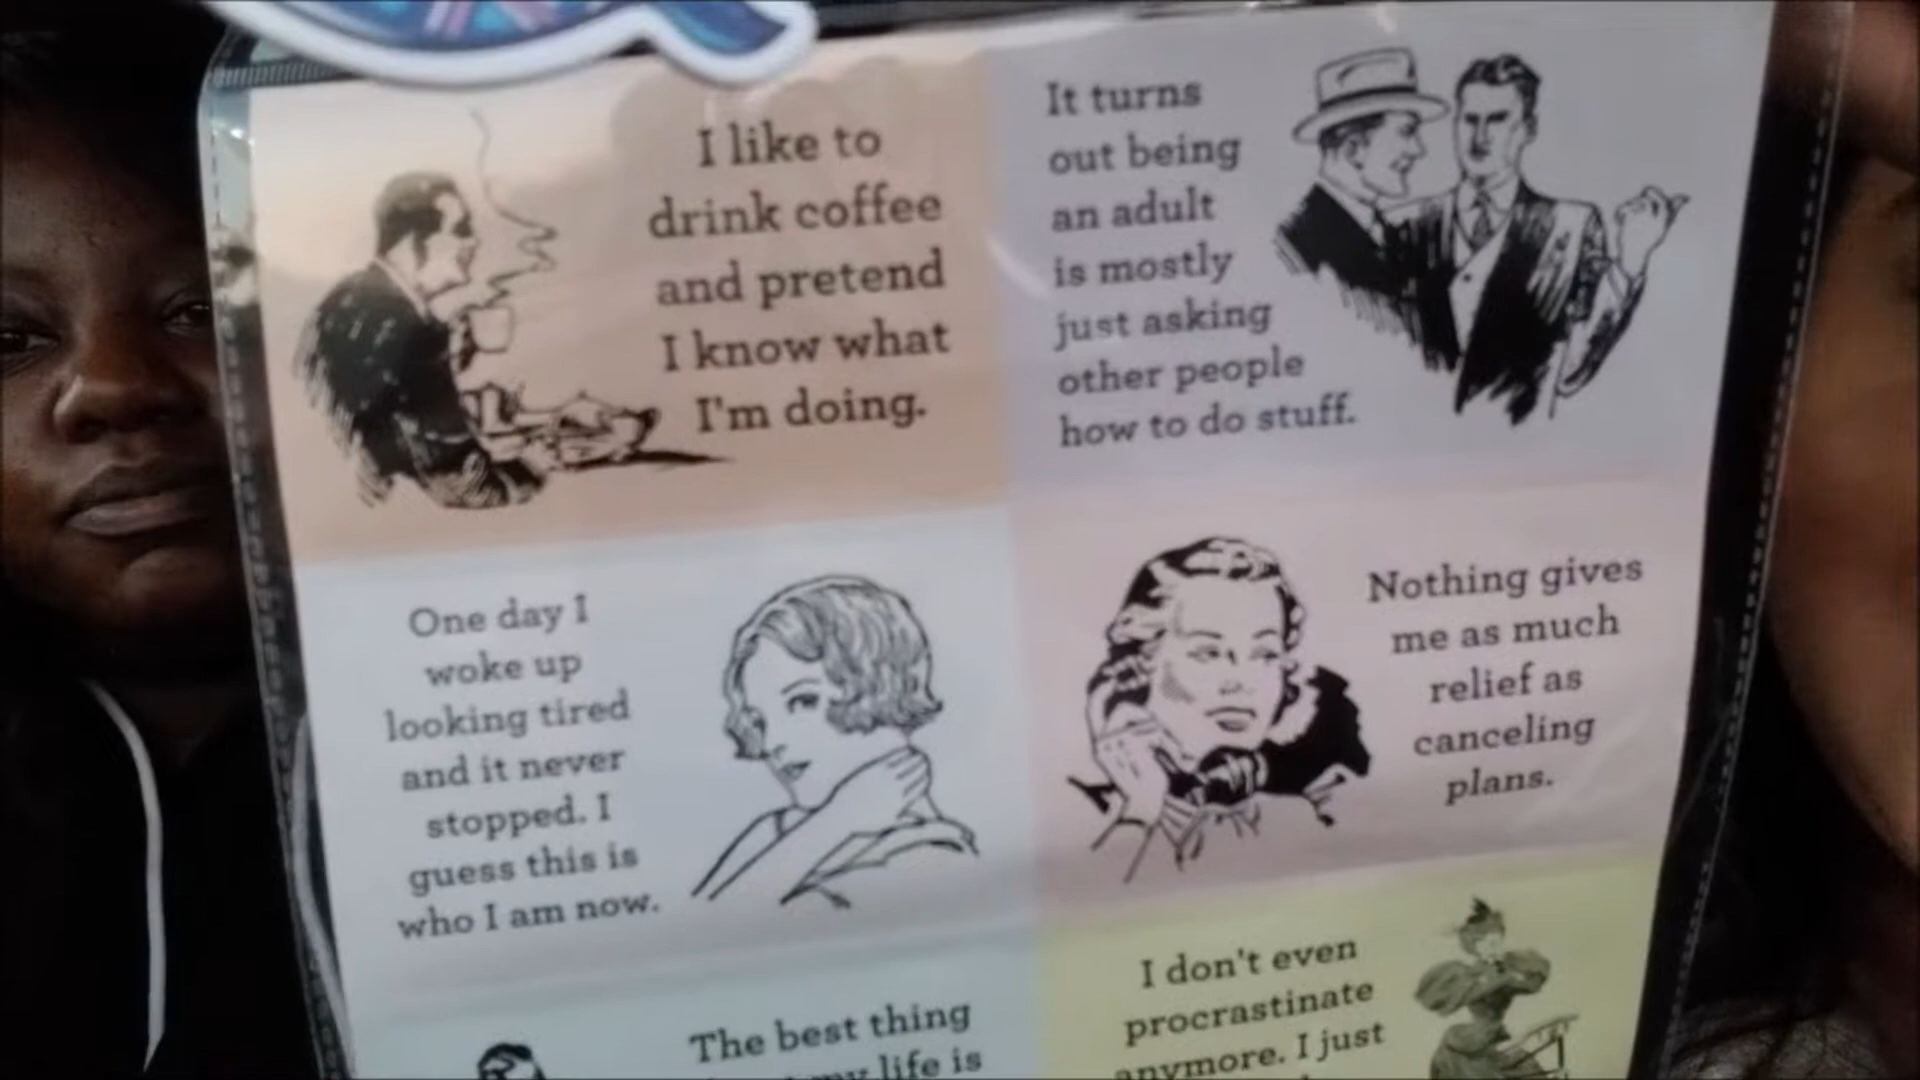 I like to
drink coffee
and pretend
I know what
I'm doing.
It turns
out being
an adult
is mostly
just asking
other people
how to do stuff.
One day I
woke up
looking tired
and it never
stopped. I
guess this is
who I am now.
Nothing gives
me as much
relief as
canceling
plans.
The best thing
my life is
I don't even
procrastinate
anymore. I just